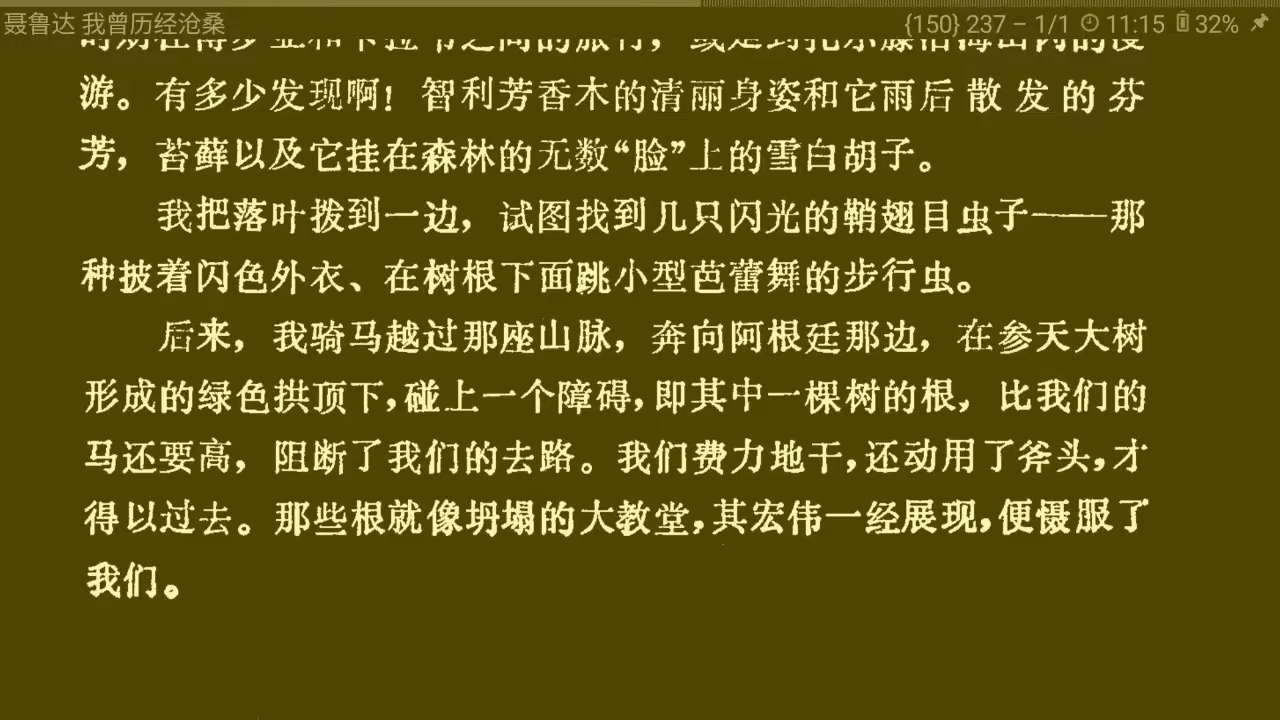 聂鲁达 我曾历经沧桑
{150} 237 – 1/1 11:15 32%
游。有多少发现啊！智利芳香木的清丽身姿和它雨后散发的芬
芳，苔藓以及它挂在森林的无数“脸”上的雪白胡子。
我把落叶拨到一边，试图找到几只闪光的鞘翅目虫子——那
种披着闪色外衣、在树根下面跳小型芭蕾舞的步行虫。
后来，我骑马越过那座山脉，奔向阿根廷那边，在参天大树
形成的绿色拱顶下，碰上一个障碍，即其中一棵树的根，比我们的
马还要高，阻断了我们的去路。我们费力地干，还动用了斧头，才
得以过去。那些根就像坍塌的大教堂，其宏伟一经展现，便慑服了
我们。